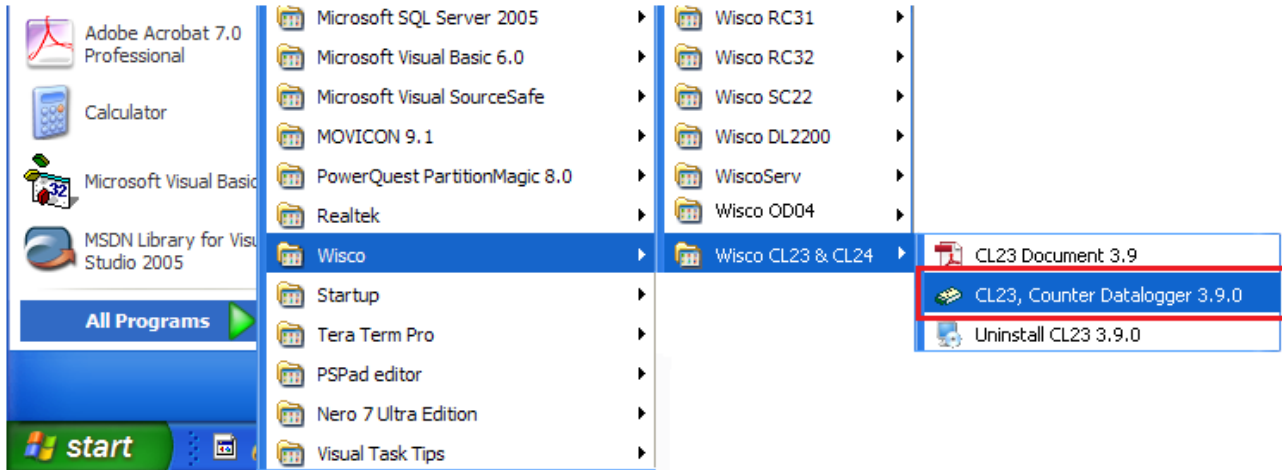 Adobe Acrobat 7.0
Professional
Calculator
Microsoft Visual Basic
MSDN Library for Visu
Studio 2005
All Programs
start
Microsoft SQL Server 2005
Microsoft Visual Basic 6.0
Microsoft Visual SourceSafe
MOVICON 9.1
PowerQuest PartitionMagic 8.0
Realtek
Wisco
Startup
Tera Term Pro
PSPad editor
Nero 7 Ultra Edition
Visual Task Tips
Wisco RC31
Wisco RC32
Wisco SC22
Wisco DL2200
WiscoServ
Wisco OD04
Wisco CL23 & CL24
CL23 Document 3.9
CL23, Counter Datalogger 3.9.0
Uninstall CL23 3.9.0